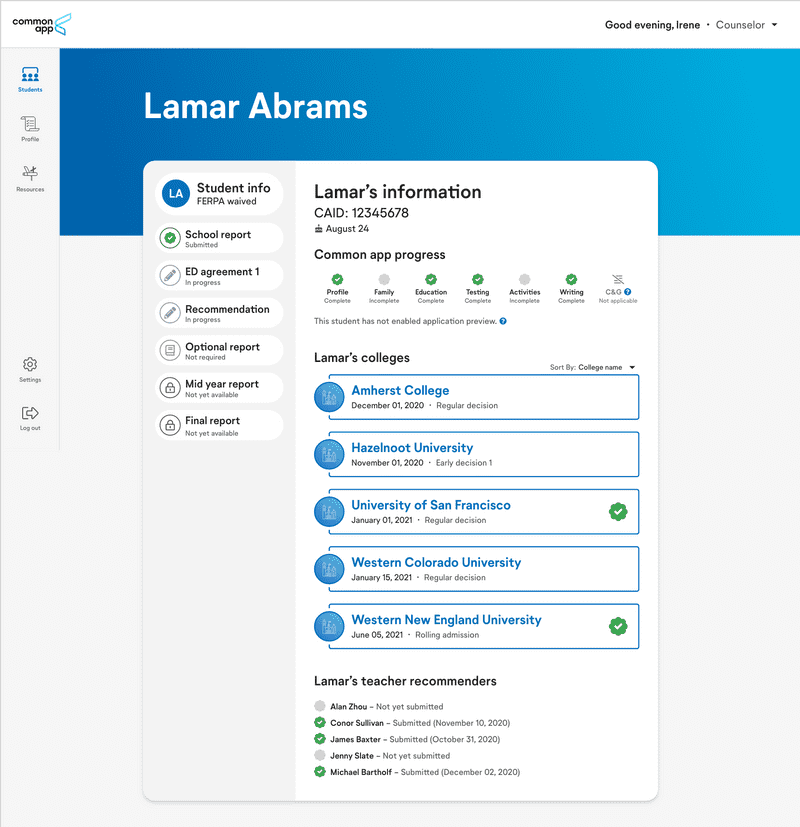 common
app
Good evening, Irene • Counselor
Students
Profile
Resources
Settings
Log out
Lamar Abrams
LA
Student info
FERPA waived
School report
Submitted
ED agreement 1
In progress
Recommendation
In progress
Optional report
Not required
Mid year report
Not yet available
Final report
Not yet available
Lamar's information
CAID: 12345678
August 24
Common app progress
Profile
Complete
Family
Incomplete
Education
Complete
Testing
Complete
Activities
Incomplete
Writing
Complete
C&G ?
Not applicable
This student has not enabled application preview. ?
Lamar's colleges
Sort By: College name
Amherst College
December 01, 2020 • Regular decision
Hazelnoot University
November 01, 2020 • Early decision 1
University of San Francisco
January 01, 2021 • Regular decision
Western Colorado University
January 15, 2021 • Regular decision
Western New England University
June 05, 2021 • Rolling admission
Lamar's teacher recommenders
Alan Zhou – Not yet submitted
Conor Sullivan – Submitted (November 10, 2020)
James Baxter – Submitted (October 31, 2020)
Jenny Slate – Not yet submitted
Michael Bartholf – Submitted (December 02, 2020)